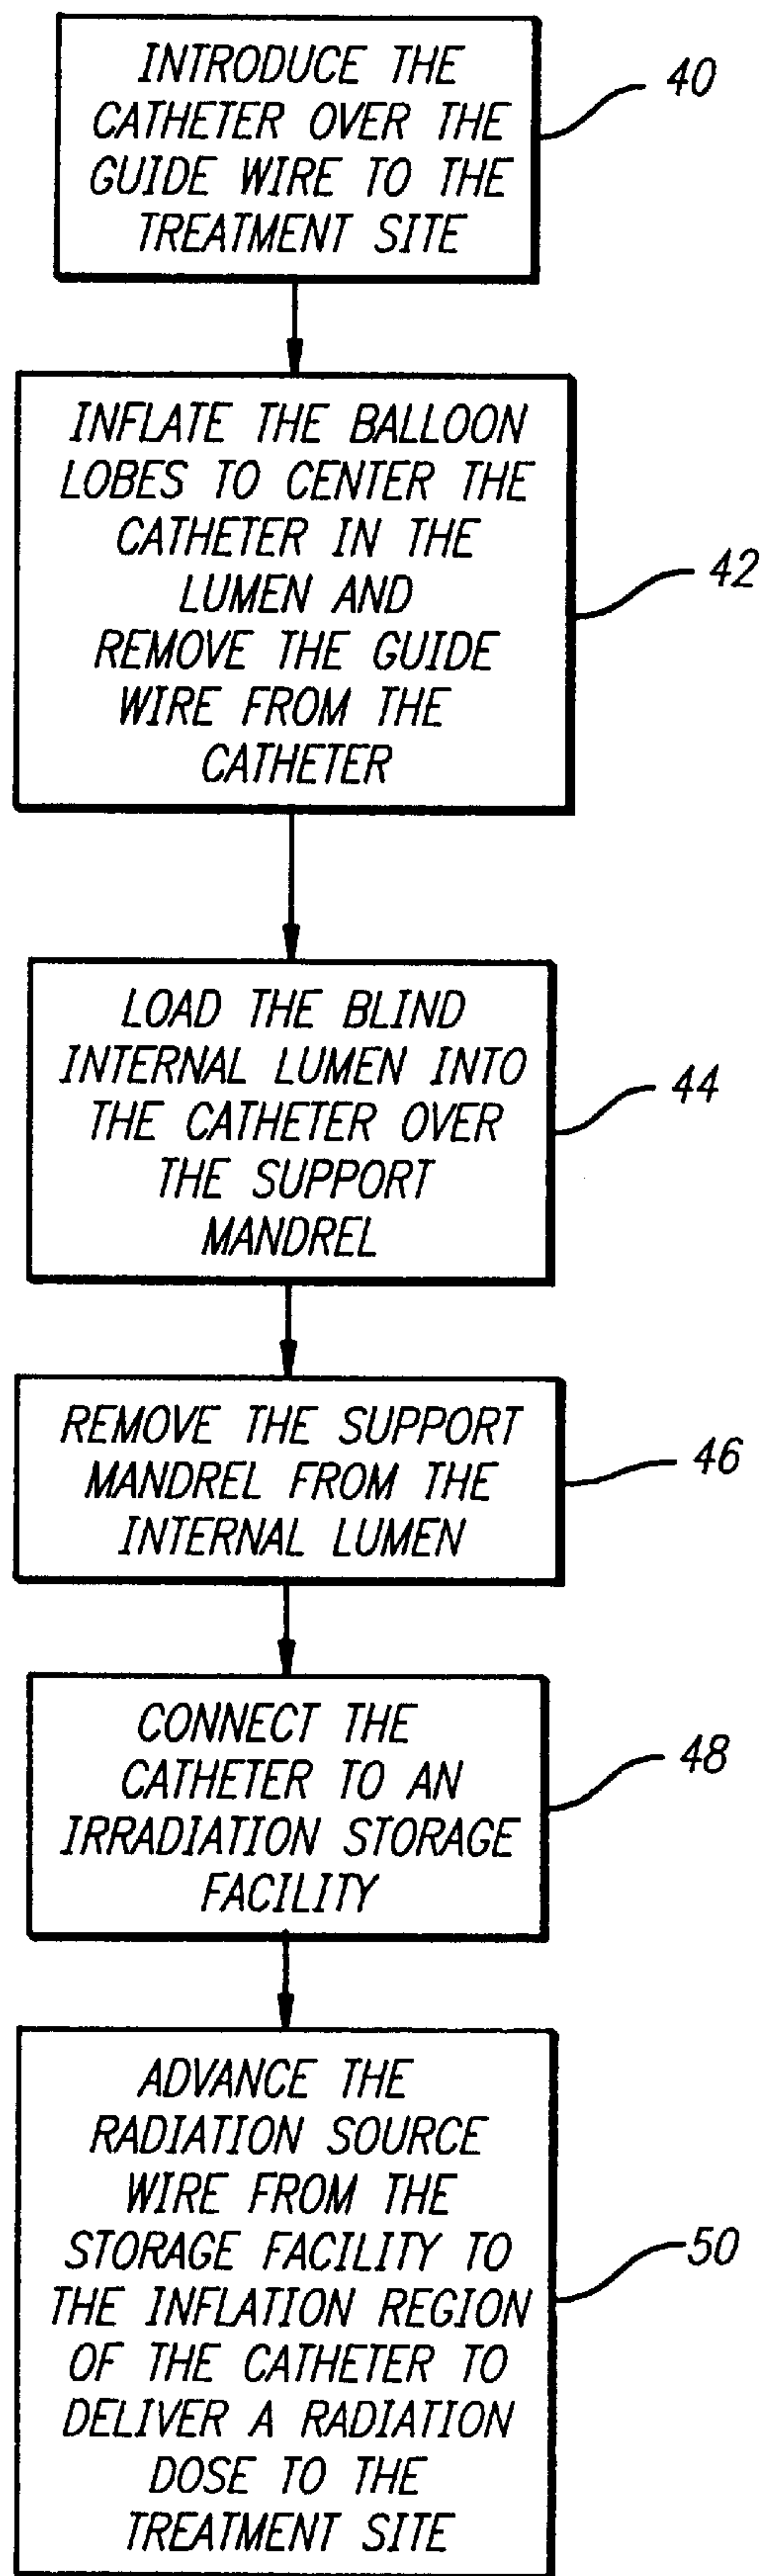 INTRODUCE THE
CATHETER OVER THE
GUIDE WIRE TO THE
TREATMENT SITE
40
INFLATE THE BALLOON
LOBES TO CENTER THE
CATHETER IN THE
LUMEN AND
REMOVE THE GUIDE
WIRE FROM THE
CATHETER
42
LOAD THE BLIND
INTERNAL LUMEN INTO
THE CATHETER OVER
THE SUPPORT
MANDREL
44
REMOVE THE SUPPORT
MANDREL FROM THE
INTERNAL LUMEN
46
CONNECT THE
CATHETER TO AN
IRRADIATION STORAGE
FACILITY
48
ADVANCE THE
RADIATION SOURCE
WIRE FROM THE
STORAGE FACILITY TO
THE INFLATION REGION
OF THE CATHETER TO
DELIVER A RADIATION
DOSE TO THE
TREATMENT SITE
50